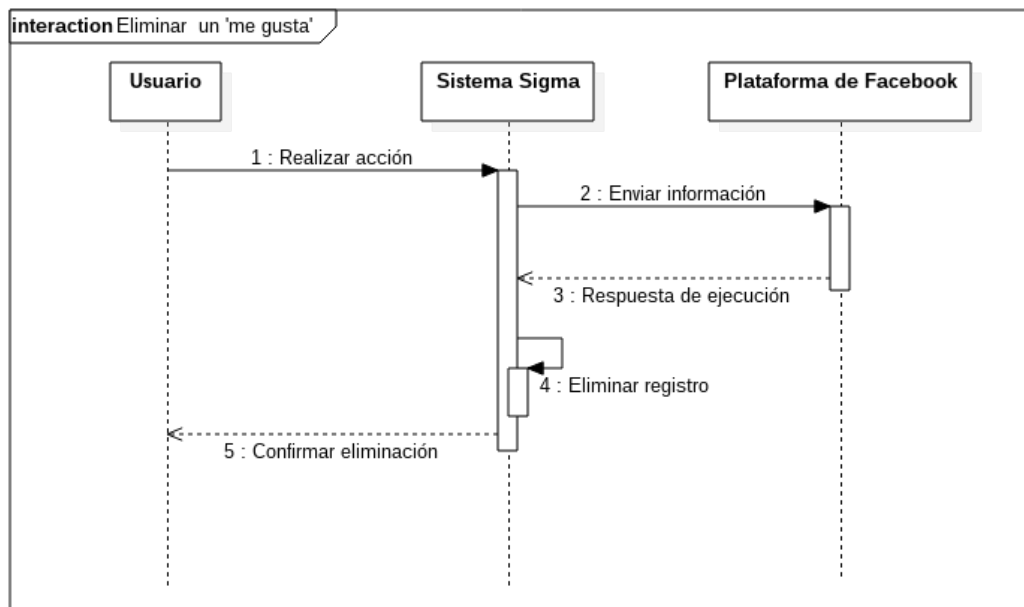 interaction Eliminar un 'me gusta'
Usuario
Sistema Sigma
Plataforma de Facebook
1 : Realizar acción
2 : Enviar información
3 : Respuesta de ejecución
4 : Eliminar registro
5 : Confirmar eliminación